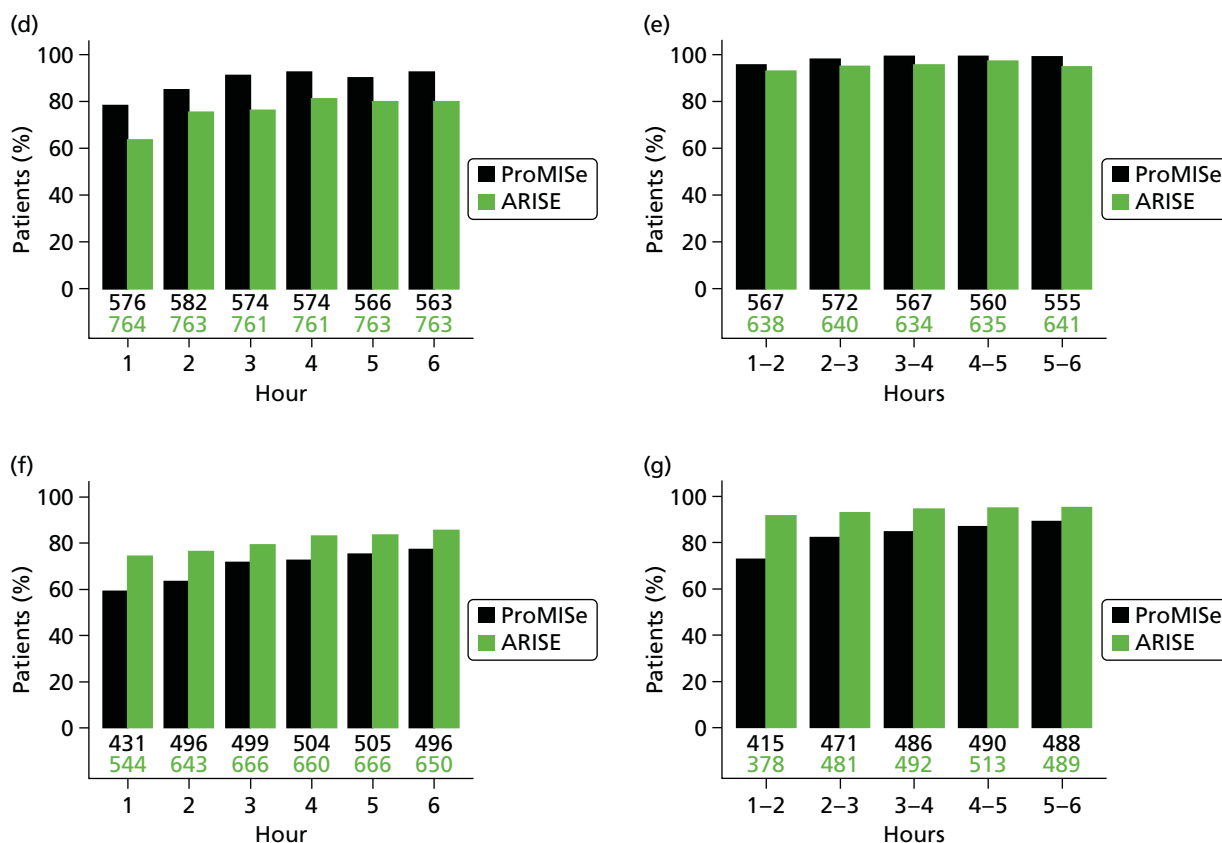 (d)
100
80
60
40
20
0
Patients (%)
576 582 574 574 566 563
764 763 761 761 763 763
1 2 3 4 5 6
Hour
ProMISe
ARISE
(e)
100
80
60
40
20
0
Patients (%)
567 572 567 560 555
638 640 634 635 641
1–2 2–3 3–4 4–5 5–6
Hours
ProMISe
ARISE
(f)
100
80
60
40
20
0
Patients (%)
431 496 499 504 505 496
544 643 666 660 666 650
1 2 3 4 5 6
Hour
ProMISe
ARISE
(g)
100
80
60
40
20
0
Patients (%)
415 471 486 490 488
378 481 492 513 489
1–2 2–3 3–4 4–5 5–6
Hours
ProMISe
ARISE